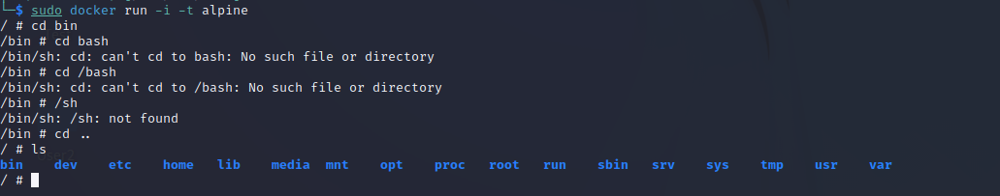 └─$ sudo docker run -i -t alpine
/ # cd bin
/bin # cd bash
/bin/sh: cd: can't cd to bash: No such file or directory
/bin # cd /bash
/bin/sh: cd: can't cd to /bash: No such file or directory
/bin # /sh
/bin/sh: /sh: not found
/bin # cd ..
/ # ls
bin dev etc home lib media mnt opt proc root run sbin srv sys tmp usr var
/ #